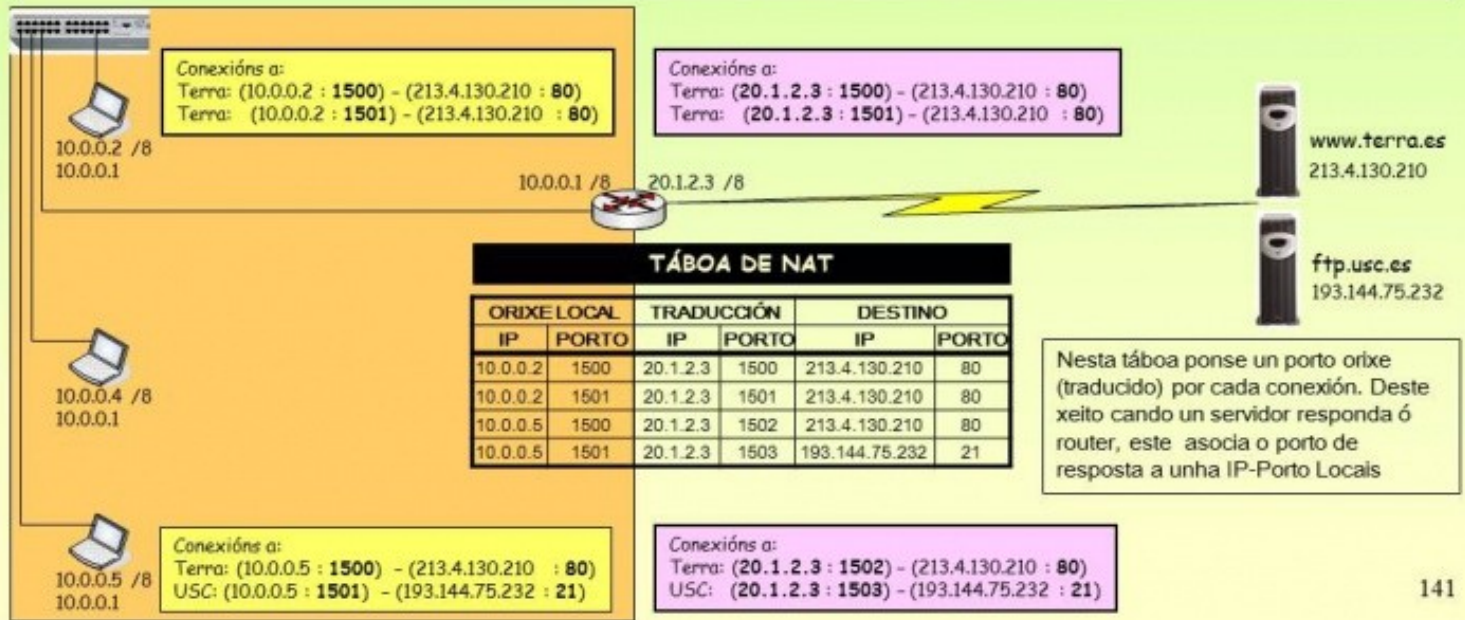 Conexións a:
Terra: (10.0.0.2 : 1500) - (213.4.130.210 : 80)
Terra: (10.0.0.2 : 1501) - (213.4.130.210 : 80)
Conexións a:
Terra: (20.1.2.3 : 1500) - (213.4.130.210 : 80)
Terra: (20.1.2.3 : 1501) - (213.4.130.210 : 80)
10.0.0.2 /8
10.0.0.1
www.terra.es
213.4.130.210
10.0.0.1 /8
20.1.2.3 /8
ftp.usc.es
193.144.75.232
TÁBOA DE NAT
ORIXE LOCAL TRADUCCIÓN DESTINO
IP PORTO IP PORTO IP PORTO
10.0.0.2 1500 20.1.2.3 1500 213.4.130.210 80
10.0.0.2 1501 20.1.2.3 1501 213.4.130.210 80
10.0.0.5 1500 20.1.2.3 1502 213.4.130.210 80
10.0.0.5 1501 20.1.2.3 1503 193.144.75.232 21
10.0.0.4 /8
10.0.0.1
Nesta táboa ponse un porto orixe
(traducido) por cada conexión. Deste
xeito cando un servidor responda ó
router, este asocia o porto de
resposta a unha IP-Porto Locais
10.0.0.5 /8
10.0.0.1
Conexións a:
Terra: (10.0.0.5 : 1500) - (213.4.130.210 : 80)
USC: (10.0.0.5 : 1501) - (193.144.75.232 : 21)
Conexións a:
Terra: (20.1.2.3 : 1502) - (213.4.130.210 : 80)
USC: (20.1.2.3 : 1503) - (193.144.75.232 : 21)
141